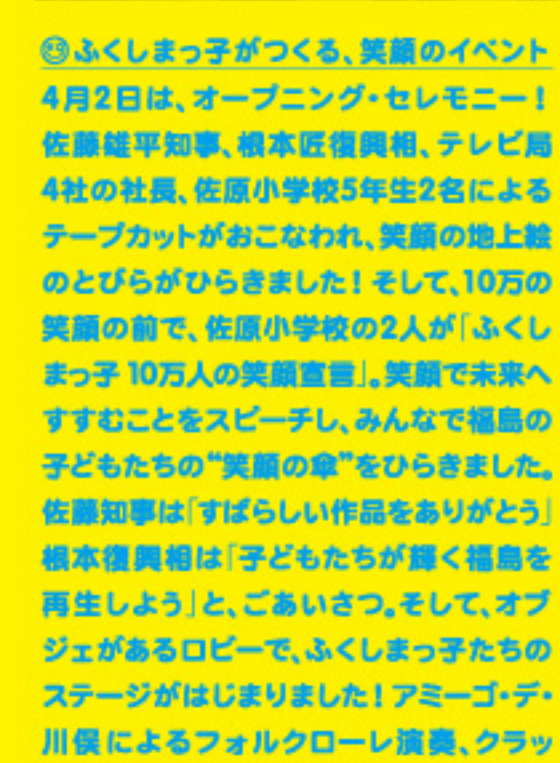 ふくしまっ子がつくる、笑顔のイベント
4月2日は、オープニング・セレモニー!
佐藤雄平知事、根本匠復興相、テレビ局
4社の社長、佐原小学校5年生2名による
テープカットがおこなわれ、笑顔の地上絵
のとびらがひらきました!そして、10万の
笑顔の前で、佐原小学校の2人が「ふくし
まっ子 10万人の笑顔宣言」。笑顔で未来へ
すすむことをスピーチし、みんなで福島の
子どもたちの“笑顔の傘”をひらきました。
佐藤知事は「すばらしい作品をありがとう」
根本復興相は「子どもたちが輝く福島を
再生しよう」と、ごあいさつ。そして、オブ
ジェがあるロビーで、ふくしまっ子たちの
ステージがはじまりました!アミーゴ・デ・
川俣によるフォルクローレ演奏、クラッ